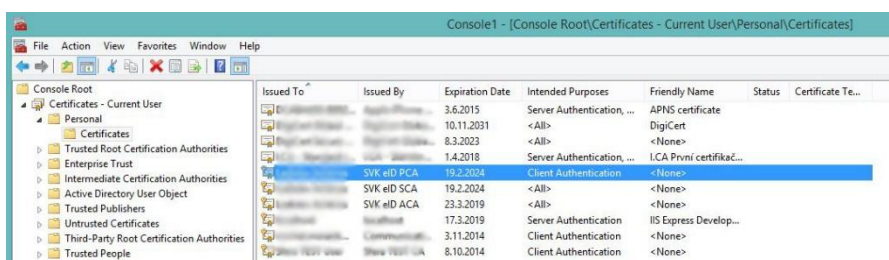 Console1 - [Console Root\Certificates - Current User\Personal\Certificates]
File Action View Favorites Window Help
Console Root
Certificates - Current User
Personal
Certificates
Trusted Root Certification Authorities
Enterprise Trust
Intermediate Certification Authorities
Active Directory User Object
Trusted Publishers
Untrusted Certificates
Third-Party Root Certification Authorities
Trusted People
Issued To Issued By Expiration Date Intended Purposes Friendly Name Status Certificate Te...
3.6.2015 Server Authentication, ... APNS certificate
10.11.2031 <All> DigiCert
8.3.2023 <All> <None>
1.4.2018 Server Authentication, ... I.CA První certifikač...
SVK eID PCA 19.2.2024 Client Authentication <None>
SVK eID SCA 19.2.2024 <All> <None>
SVK eID ACA 23.3.2019 <All> <None>
17.3.2019 Server Authentication IIS Express Develop...
3.11.2014 Client Authentication <None>
8.10.2014 Client Authentication <None>